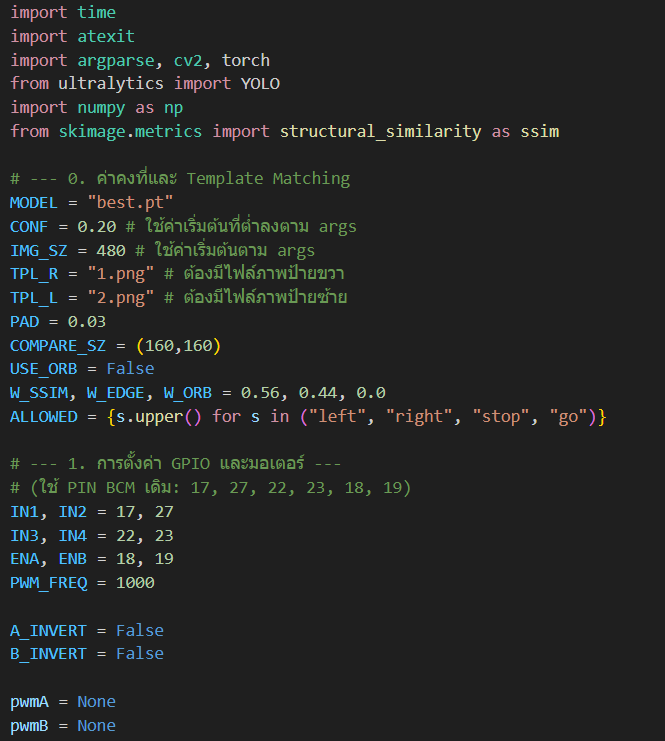 import time
import atexit
import argparse, cv2, torch
from ultralytics import YOLO
import numpy as np
from skimage.metrics import structural_similarity as ssim
# --- 0. ค่าคงที่และ Template Matching
MODEL = "best.pt"
CONF = 0.20 # ใช้ค่าเริ่มต้นที่ต่ำลงตาม args
IMG_SZ = 480 # ใช้ค่าเริ่มต้นตาม args
TPL_R = "1.png" # ต้องมีไฟล์ภาพป้ายขวา
TPL_L = "2.png" # ต้องมีไฟล์ภาพป้ายซ้าย
PAD = 0.03
COMPARE_SZ = (160,160)
USE_ORB = False
W_SSIM, W_EDGE, W_ORB = 0.56, 0.44, 0.0
ALLOWED = {s.upper() for s in ("left", "right", "stop", "go")}
# --- 1. การตั้งค่า GPIO และมอเตอร์ ---
# (ใช้ PIN BCM เดิม: 17, 27, 22, 23, 18, 19)
IN1, IN2 = 17, 27
IN3, IN4 = 22, 23
ENA, ENB = 18, 19
PWM_FREQ = 1000
A_INVERT = False
B_INVERT = False
pwmA = None
pwmB = None